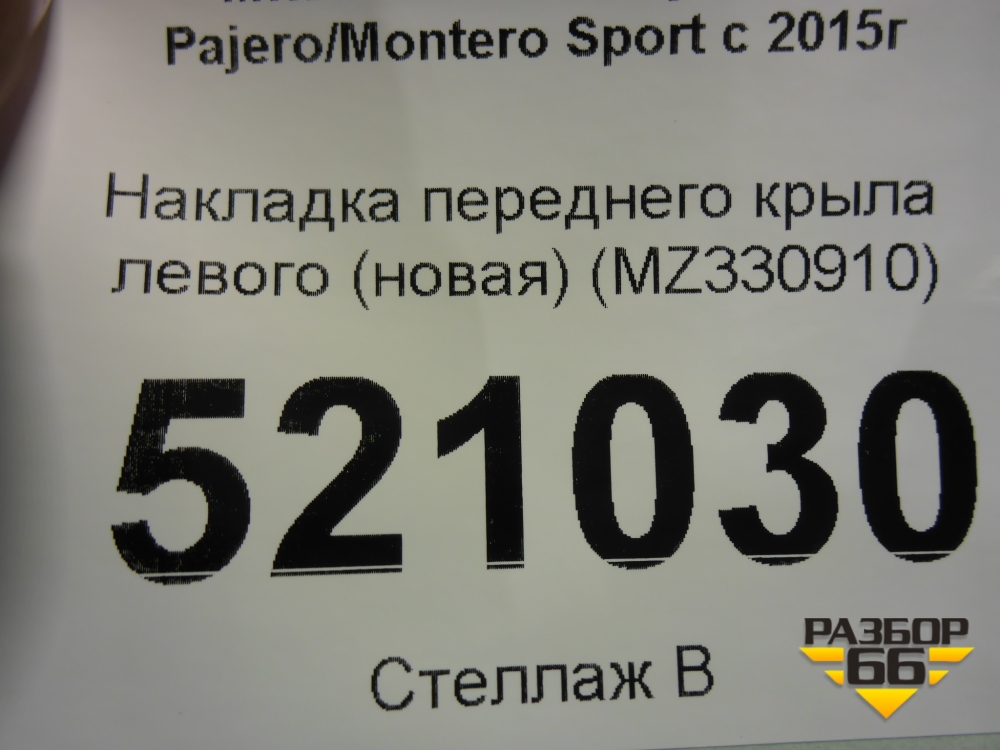 Pajero/Montero Sport с 2015г
Накладка переднего крыла
левого (новая) (MZ330910)
521030
Стеллаж В
РАЗБОР
66